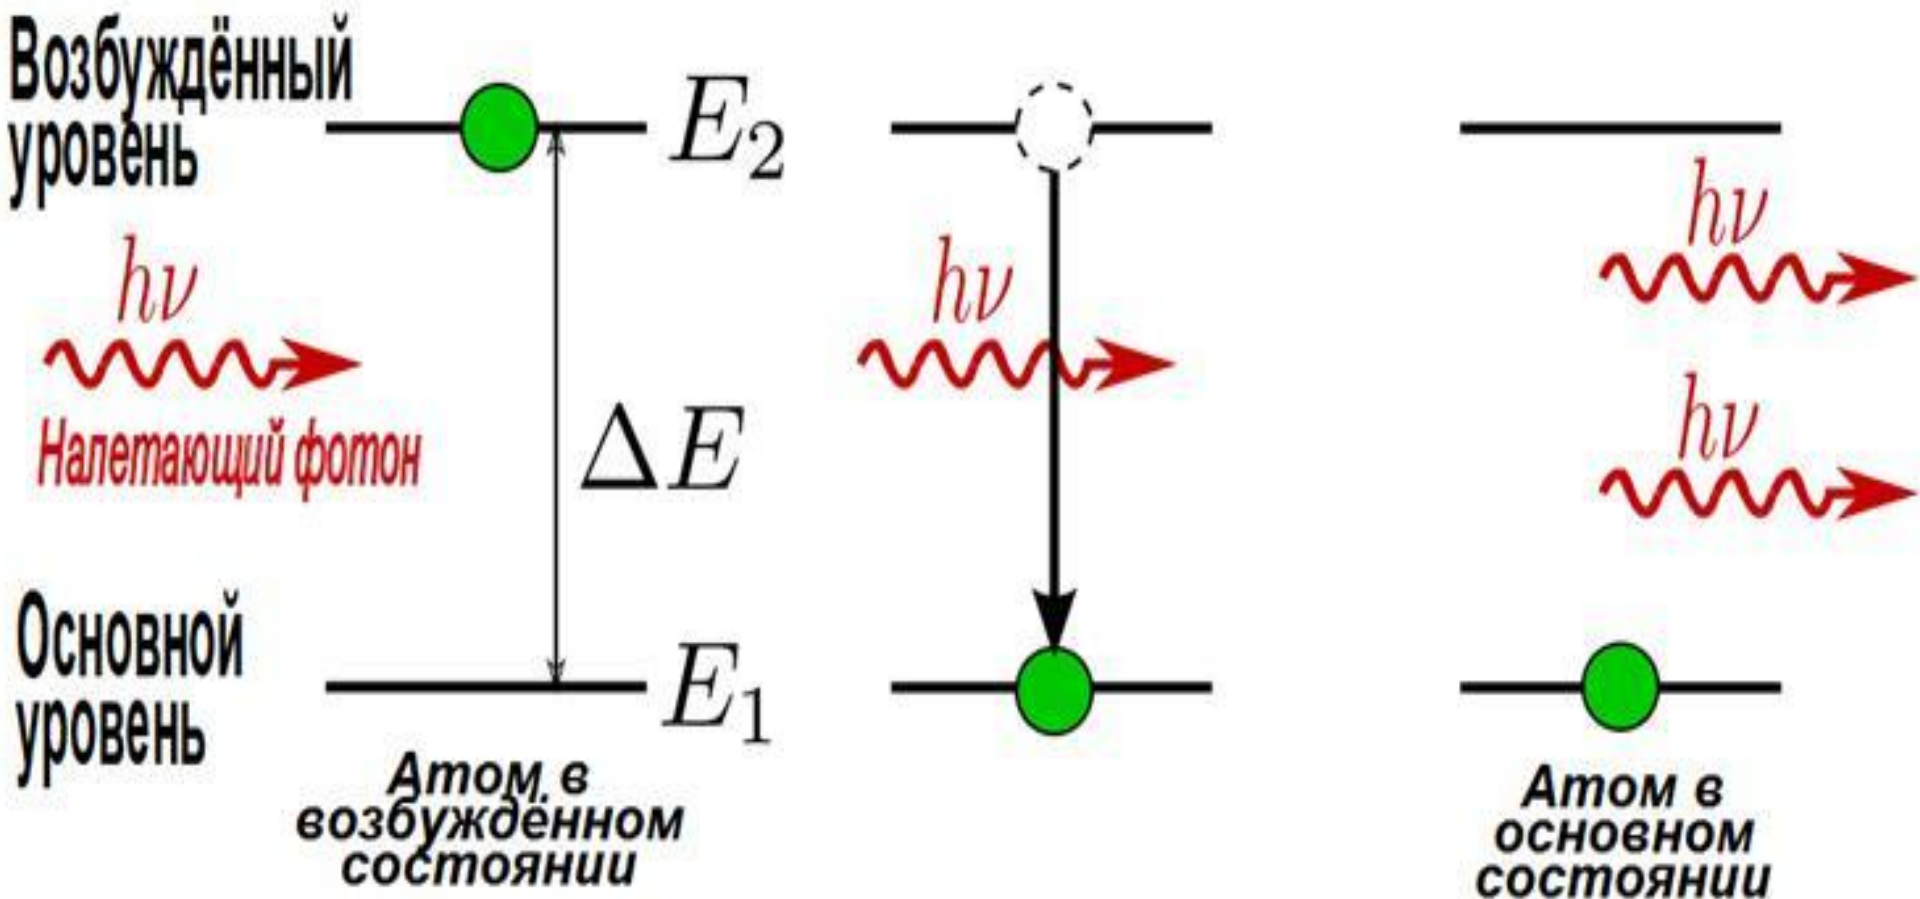 Возбуждённый
уровень
E₂
hν
hν
hν
Налетающий фотон
ΔE
hν
Основной
уровень
E₁
Атом в
возбуждённом
состоянии
Атом в
основном
состоянии